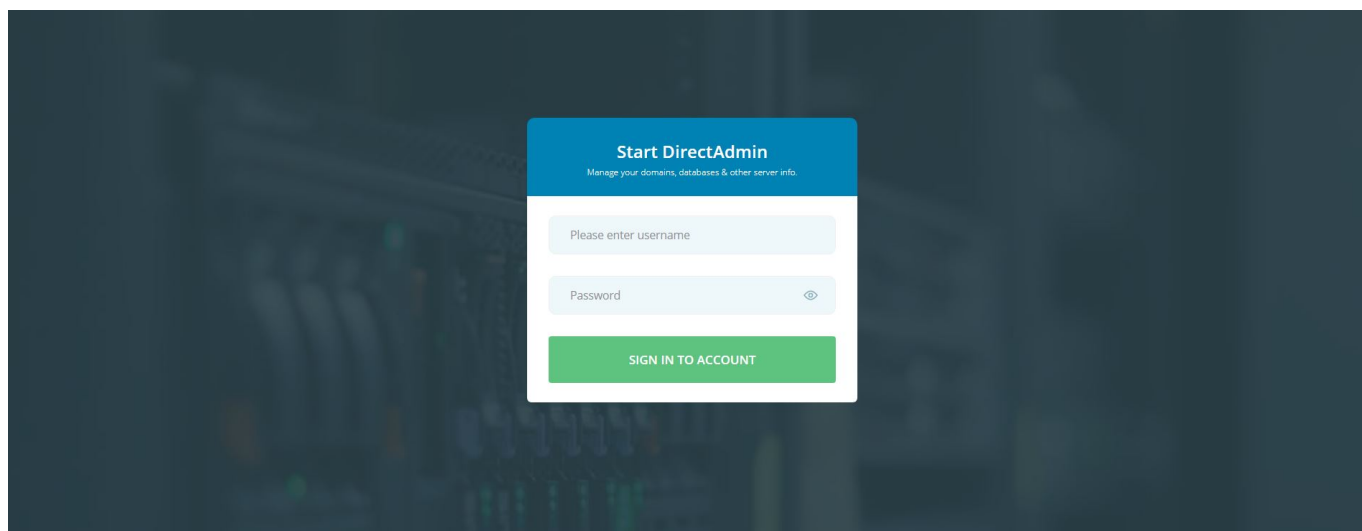 Start DirectAdmin
Manage your domains, databases & other server info.
Please enter username
Password
SIGN IN TO ACCOUNT